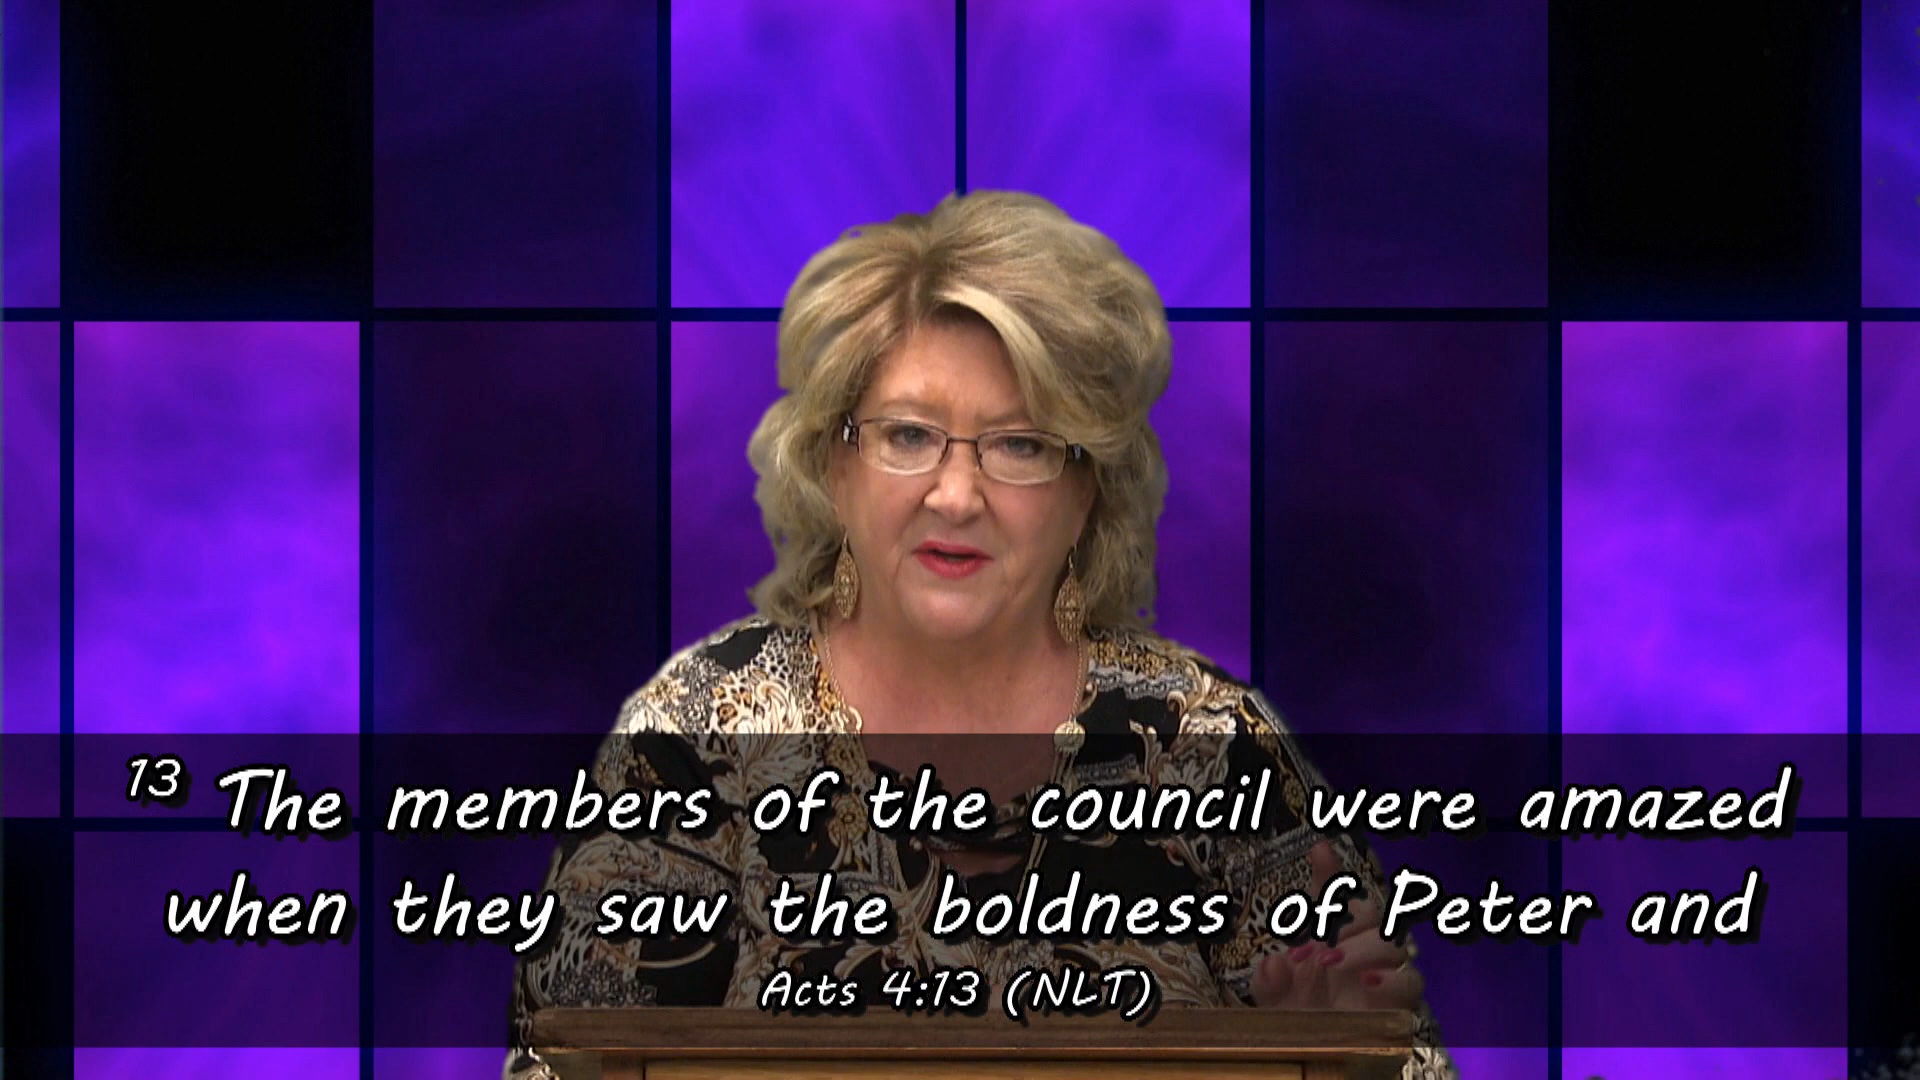 13 The members of the council were amazed
when they saw the boldness of Peter and
Acts 4:13 (NLT)